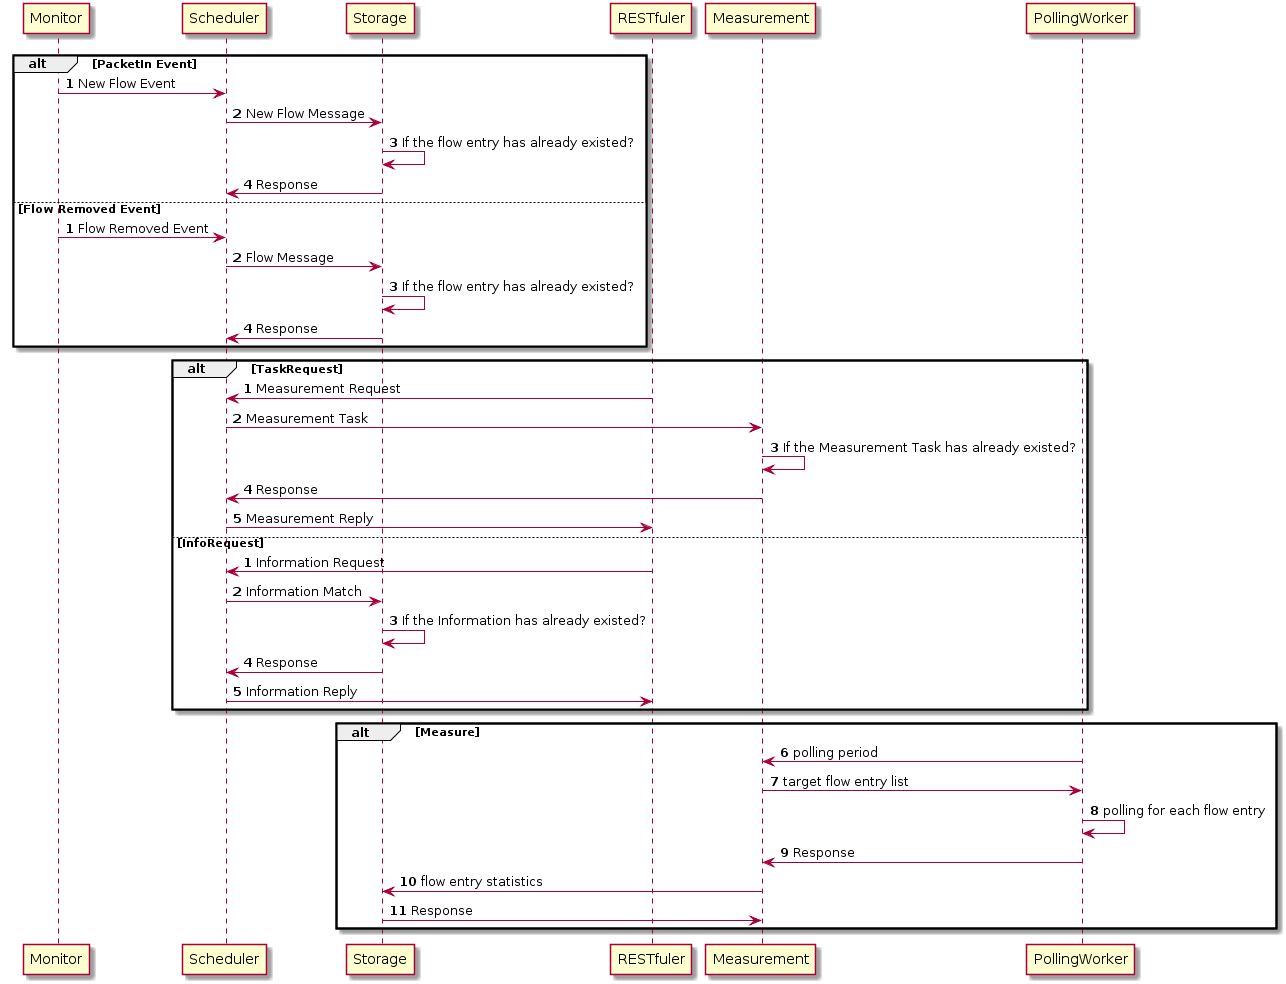 Monitor Scheduler Storage RESTfuler Measurement PollingWorker
alt [PacketIn Event]
1 New Flow Event
2 New Flow Message
3 If the flow entry has already existed?
4 Response
[Flow Removed Event]
1 Flow Removed Event
2 Flow Message
3 If the flow entry has already existed?
4 Response
alt [TaskRequest]
1 Measurement Request
2 Measurement Task
3 If the Measurement Task has already existed?
4 Response
5 Measurement Reply
[InfoRequest]
1 Information Request
2 Information Match
3 If the Information has already existed?
4 Response
5 Information Reply
alt [Measure]
6 polling period
7 target flow entry list
8 polling for each flow entry
9 Response
10 flow entry statistics
11 Response
Monitor Scheduler Storage RESTfuler Measurement PollingWorker